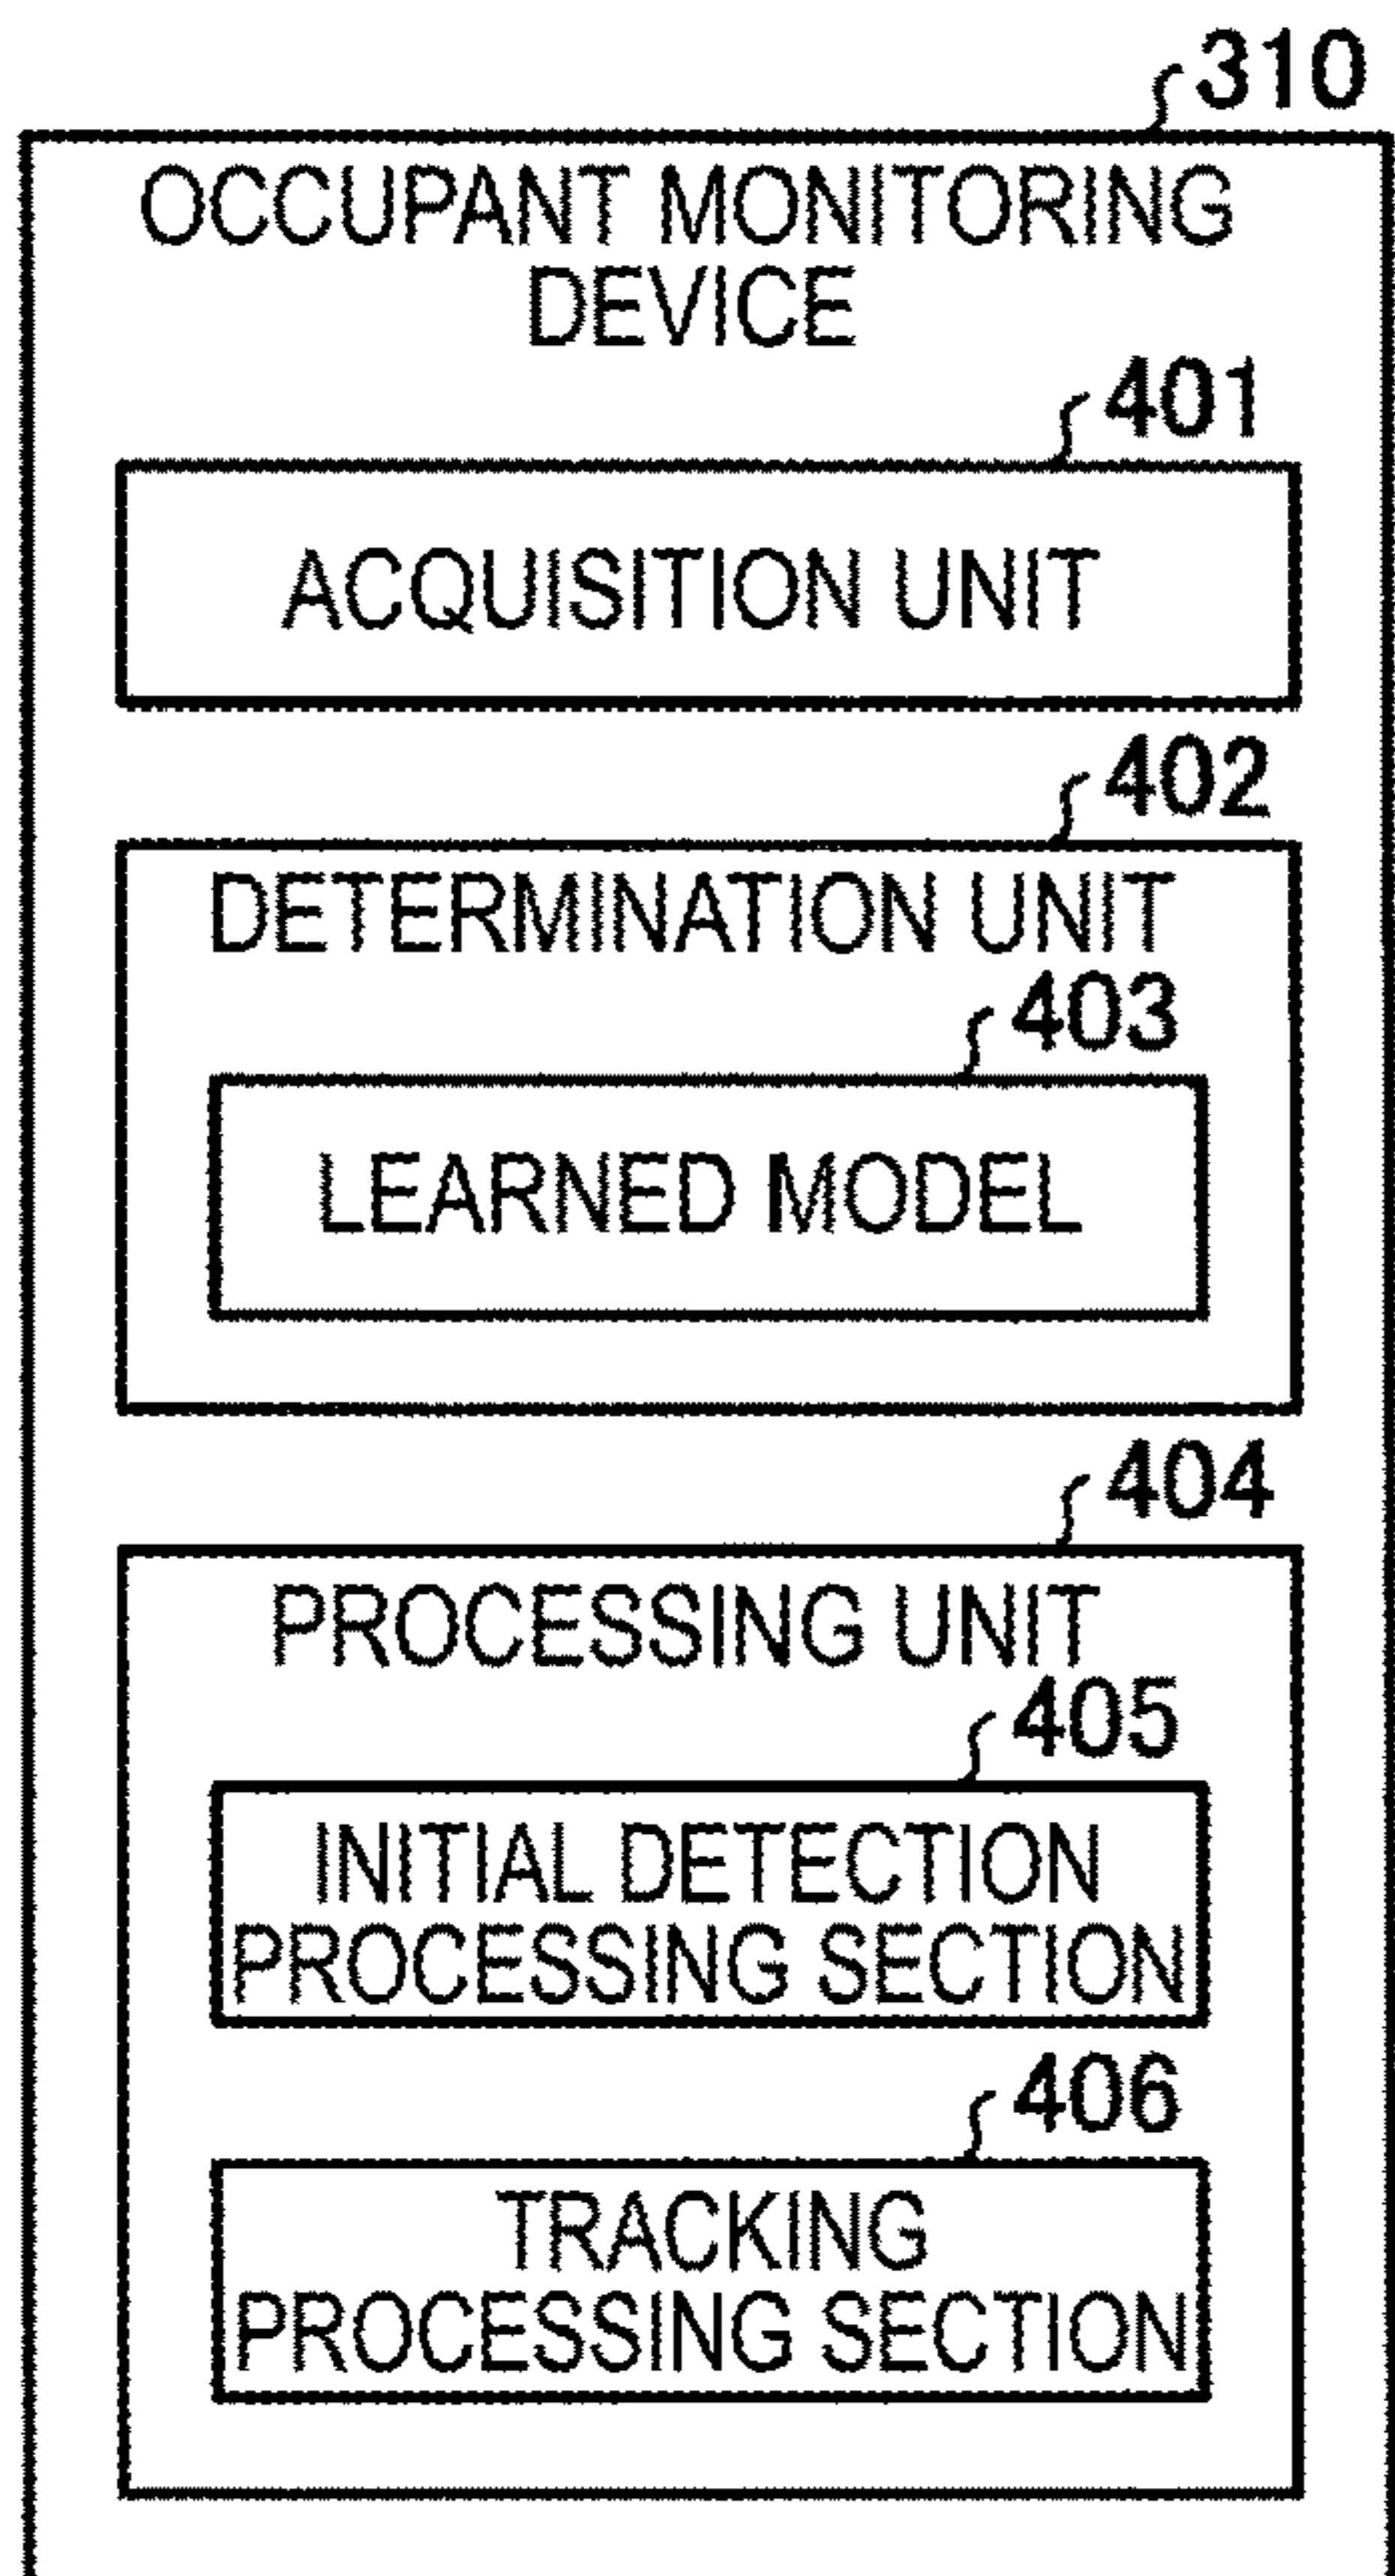 310
OCCUPANT MONITORING
DEVICE
401
ACQUISITION UNIT
402
DETERMINATION UNIT
403
LEARNED MODEL
404
PROCESSING UNIT
405
INITIAL DETECTION
PROCESSING SECTION
406
TRACKING
PROCESSING SECTION